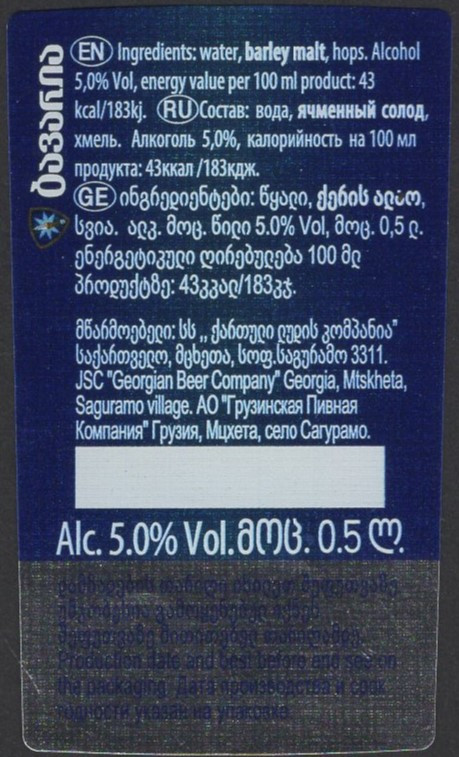 ბავარია
EN Ingredients: water, barley malt, hops. Alcohol
5,0% Vol, energy value per 100 ml product: 43
kcal/183kj. RU Состав: вода, ячменный солод,
хмель. Алкоголь 5,0%, калорийность на 100 мл
продукта: 43ккал /183кдж.
GE ინგრედიენტები: წყალი, ქერის ალაო,
სვია. ალკ. მოც. წილი 5.0% Vol, მოც. 0,5 ლ.
ენერგეტიკული ღირებულება 100 მლ
პროდუქტზე: 43კკალ/183კჯ.
მწარმოებელი: სს ,, ქართული ლუდის კომპანია"
საქართველო, მცხეთა, სოფ.საგურამო 3311.
JSC "Georgian Beer Company" Georgia, Mtskheta,
Saguramo village. АО "Грузинская Пивная
Компания" Грузия, Мцхета, село Сагурамо.
Alc. 5.0% Vol.მოც. 0.5 ლ.
Production date and best before end see on
the packaging. Дата производства и срок
годности указан на упаковке.